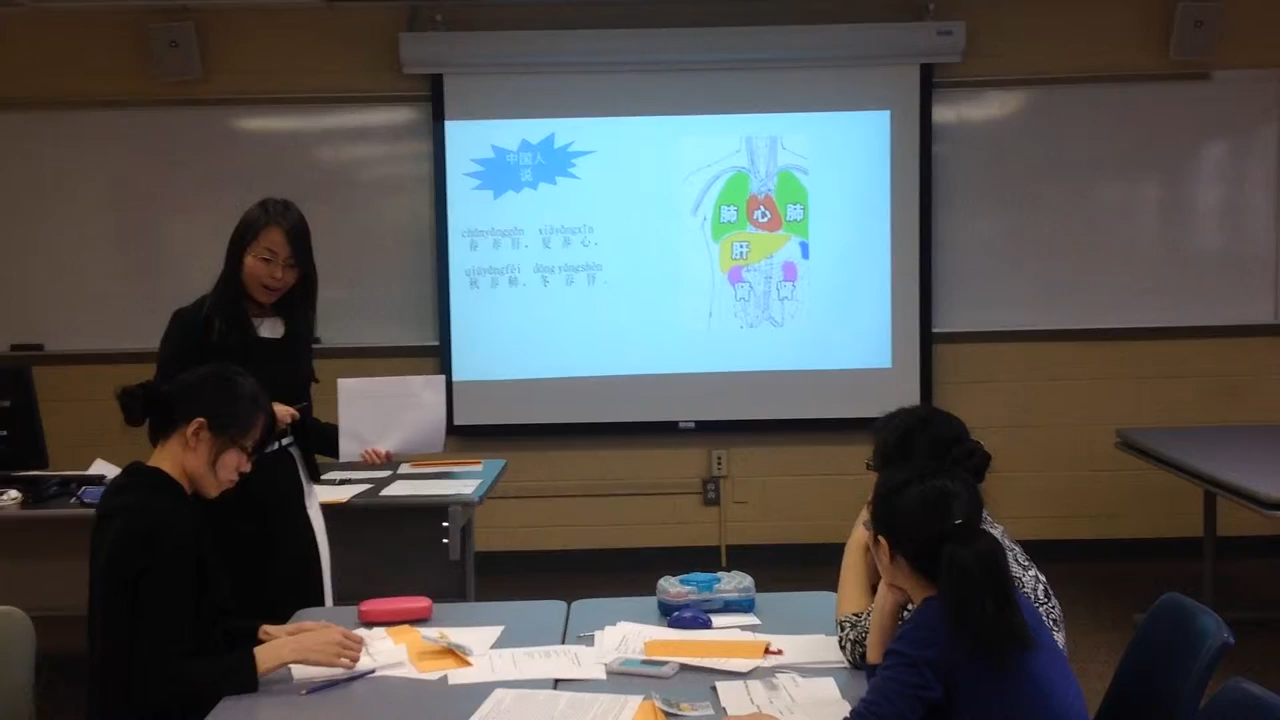 中国人
说
chūnyǎnggān xiàyǎngxīn
春 养 肝，夏 养 心，
qiūyǎngfèi dōng yǎngshèn
秋 养 肺，冬 养 肾。
肺 心 肺
肝
肾 肾